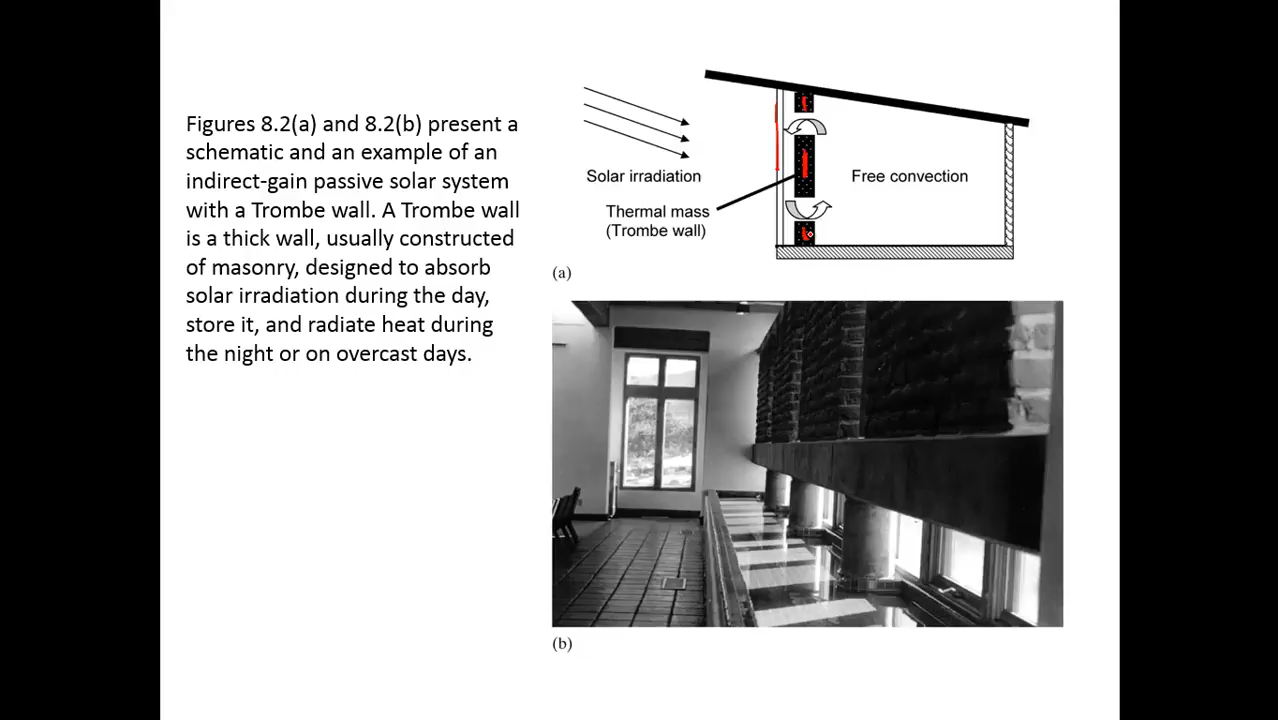 Figures 8.2(a) and 8.2(b) present a
schematic and an example of an
indirect-gain passive solar system
with a Trombe wall. A Trombe wall
is a thick wall, usually constructed
of masonry, designed to absorb
solar irradiation during the day,
store it, and radiate heat during
the night or on overcast days.
Solar irradiation
Thermal mass
(Trombe wall)
Free convection
(a)
(b)